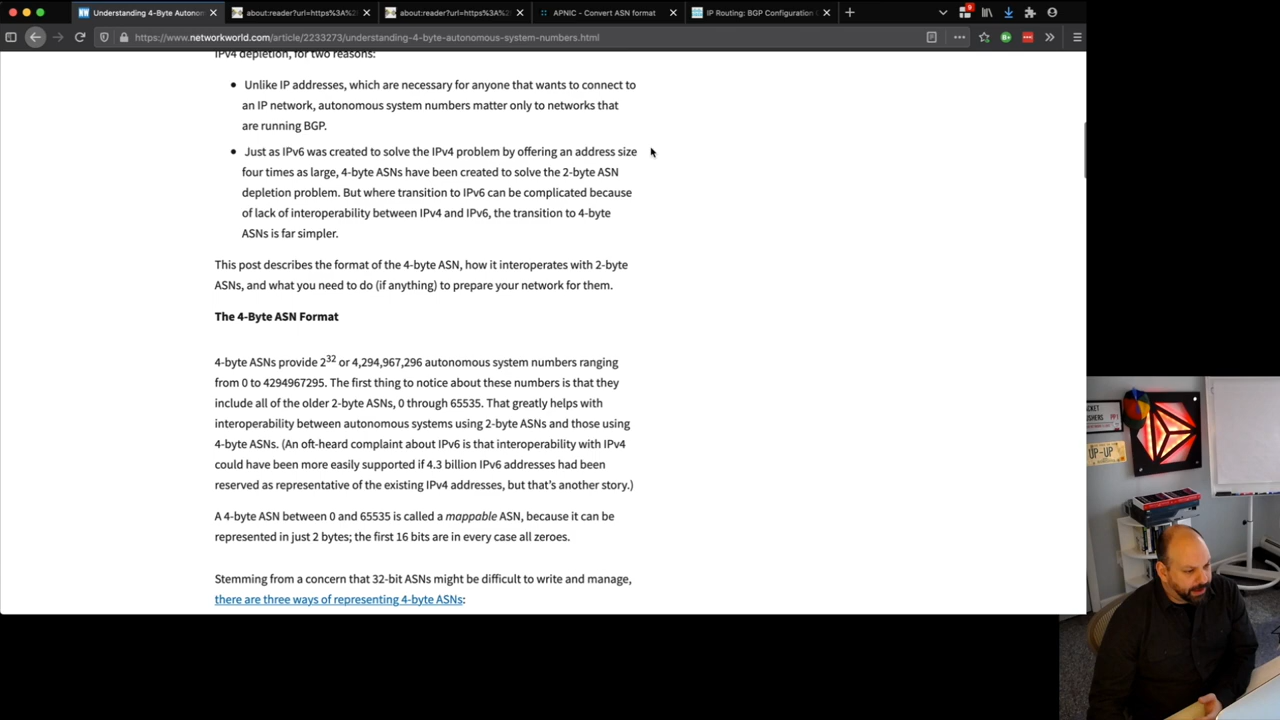 Understanding 4-Byte Autonom
about:reader?url=https%3A%2
about:reader?url=https%3A%2
APNIC - Convert ASN format
IP Routing: BGP Configuration
9
https://www.networkworld.com/article/2233273/understanding-4-byte-autonomous-system-numbers.html
IPv4 depletion, for two reasons:
Unlike IP addresses, which are necessary for anyone that wants to connect to
an IP network, autonomous system numbers matter only to networks that
are running BGP.
Just as IPv6 was created to solve the IPv4 problem by offering an address size
four times as large, 4-byte ASNs have been created to solve the 2-byte ASN
depletion problem. But where transition to IPv6 can be complicated because
of lack of interoperability between IPv4 and IPv6, the transition to 4-byte
ASNs is far simpler.
This post describes the format of the 4-byte ASN, how it interoperates with 2-byte
ASNs, and what you need to do (if anything) to prepare your network for them.
The 4-Byte ASN Format
4-byte ASNs provide 2^32 or 4,294,967,296 autonomous system numbers ranging
from 0 to 4294967295. The first thing to notice about these numbers is that they
include all of the older 2-byte ASNs, 0 through 65535. That greatly helps with
interoperability between autonomous systems using 2-byte ASNs and those using
4-byte ASNs. (An oft-heard complaint about IPv6 is that interoperability with IPv4
could have been more easily supported if 4.3 billion IPv6 addresses had been
reserved as representative of the existing IPv4 addresses, but that's another story.)
A 4-byte ASN between 0 and 65535 is called a mappable ASN, because it can be
represented in just 2 bytes; the first 16 bits are in every case all zeroes.
Stemming from a concern that 32-bit ASNs might be difficult to write and manage,
there are three ways of representing 4-byte ASNs:
UP-UP